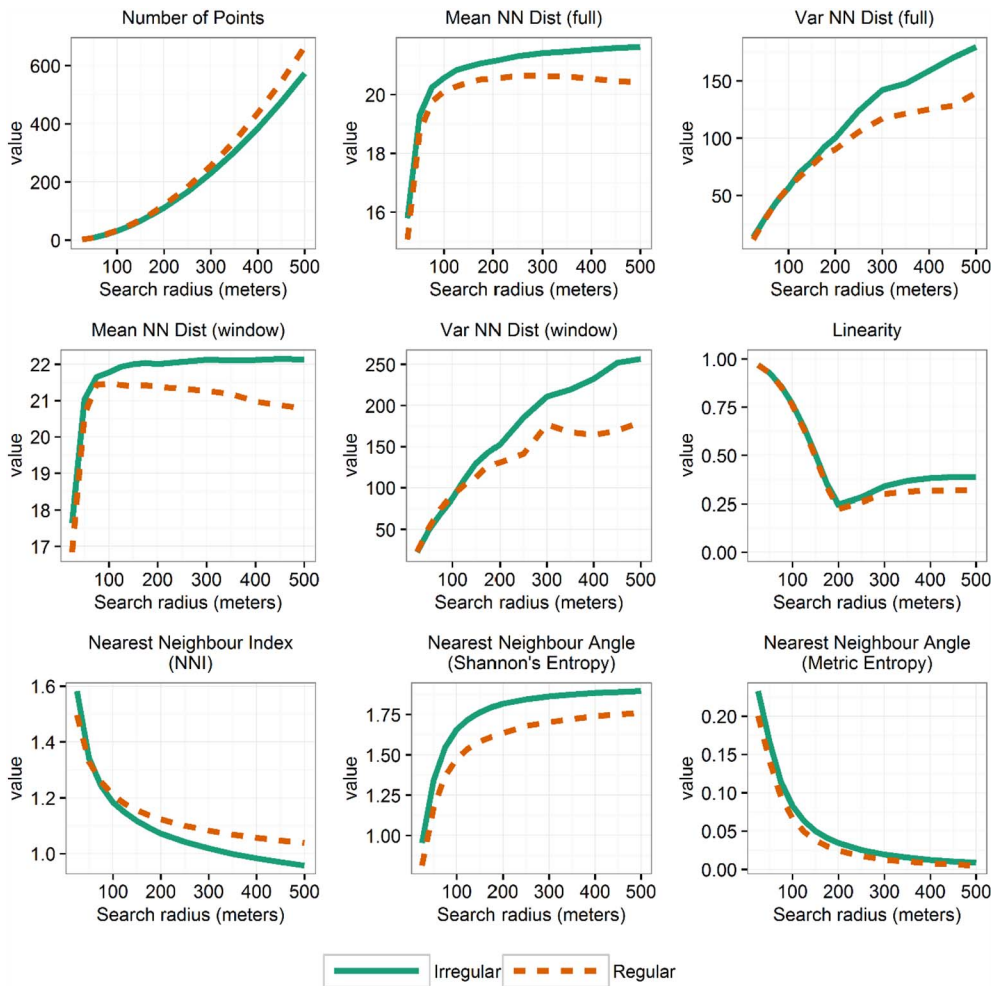 Number of Points
Mean NN Dist (full)
Var NN Dist (full)
value
600
400
200
0
100 200 300 400 500
Search radius (meters)
value
20
18
16
100 200 300 400 500
Search radius (meters)
value
150
100
50
100 200 300 400 500
Search radius (meters)
Mean NN Dist (window)
Var NN Dist (window)
Linearity
value
22
21
20
19
18
17
100 200 300 400 500
Search radius (meters)
value
250
200
150
100
50
100 200 300 400 500
Search radius (meters)
value
1.00
0.75
0.50
0.25
0.00
100 200 300 400 500
Search radius (meters)
Nearest Neighbour Index
(NNI)
Nearest Neighbour Angle
(Shannon's Entropy)
Nearest Neighbour Angle
(Metric Entropy)
value
1.6
1.4
1.2
1.0
100 200 300 400 500
Search radius (meters)
value
1.75
1.50
1.25
1.00
100 200 300 400 500
Search radius (meters)
value
0.20
0.15
0.10
0.05
0.00
100 200 300 400 500
Search radius (meters)
Irregular Regular